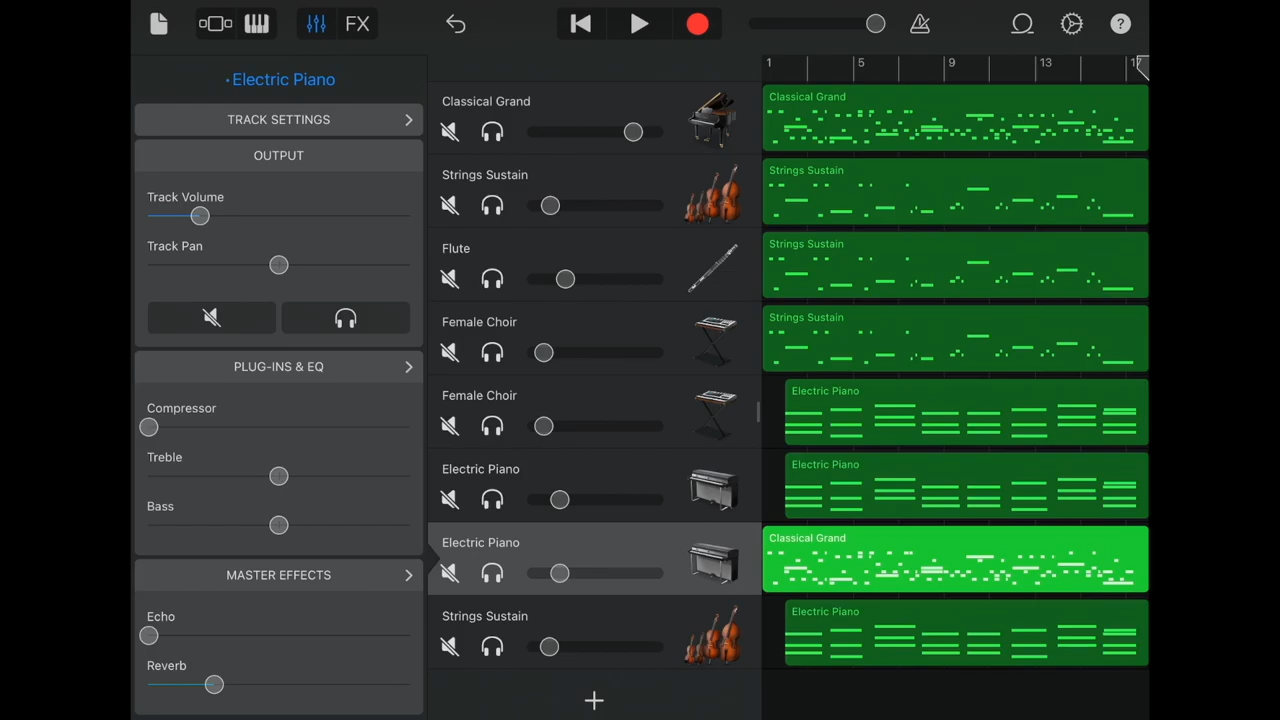 FX
?
• Electric Piano
TRACK SETTINGS
OUTPUT
Track Volume
Track Pan
PLUG-INS & EQ
Compressor
Treble
Bass
MASTER EFFECTS
Echo
Reverb
Classical Grand
Strings Sustain
Flute
Female Choir
Female Choir
Electric Piano
Electric Piano
Strings Sustain
1 5 9 13 17
Classical Grand
Strings Sustain
Strings Sustain
Strings Sustain
Electric Piano
Electric Piano
Classical Grand
Electric Piano